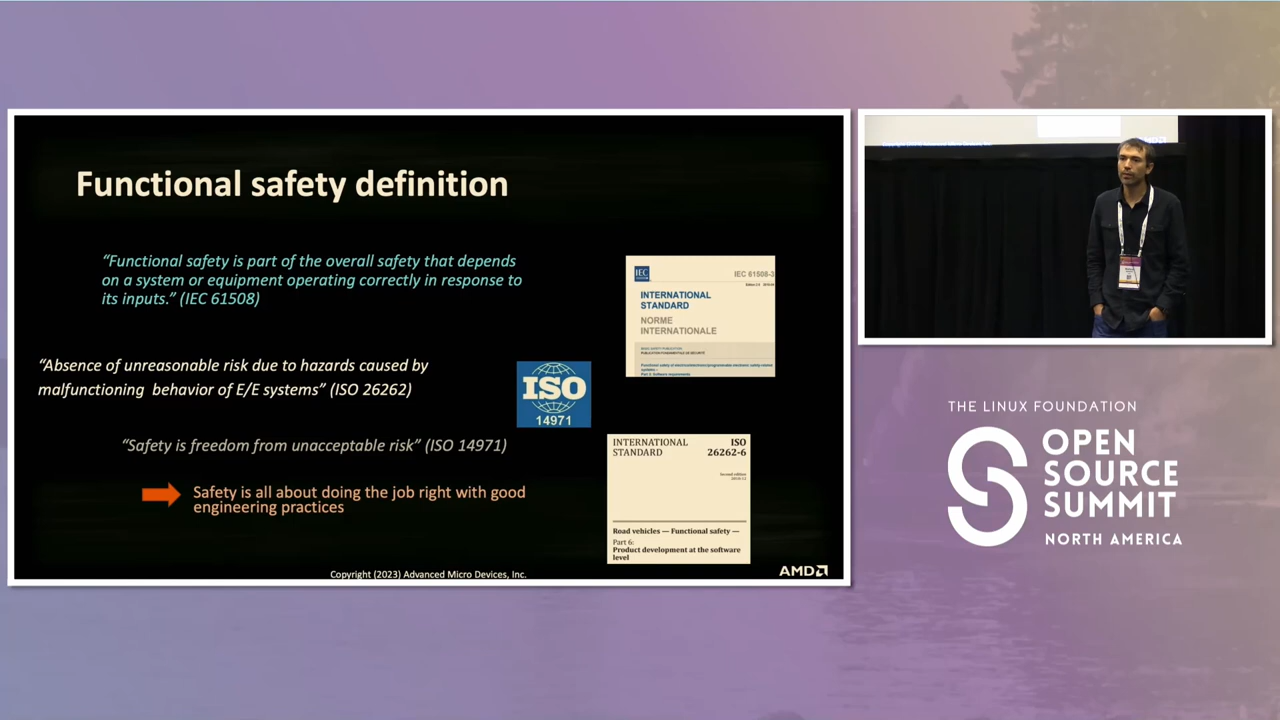 Functional safety definition
“Functional safety is part of the overall safety that depends
on a system or equipment operating correctly in response to
its inputs.” (IEC 61508)
“Absence of unreasonable risk due to hazards caused by
malfunctioning behavior of E/E systems” (ISO 26262)
“Safety is freedom from unacceptable risk” (ISO 14971)
Safety is all about doing the job right with good
engineering practices
IEC
IEC 61508-3
INTERNATIONAL
STANDARD
NORME
INTERNATIONALE
ISO
14971
INTERNATIONAL
STANDARD
ISO
26262-6
Second edition
Road vehicles — Functional safety —
Part 6:
Product development at the software
level
Copyright (2023) Advanced Micro Devices, Inc.
AMD
THE LINUX FOUNDATION
OPEN
SOURCE
SUMMIT
NORTH AMERICA